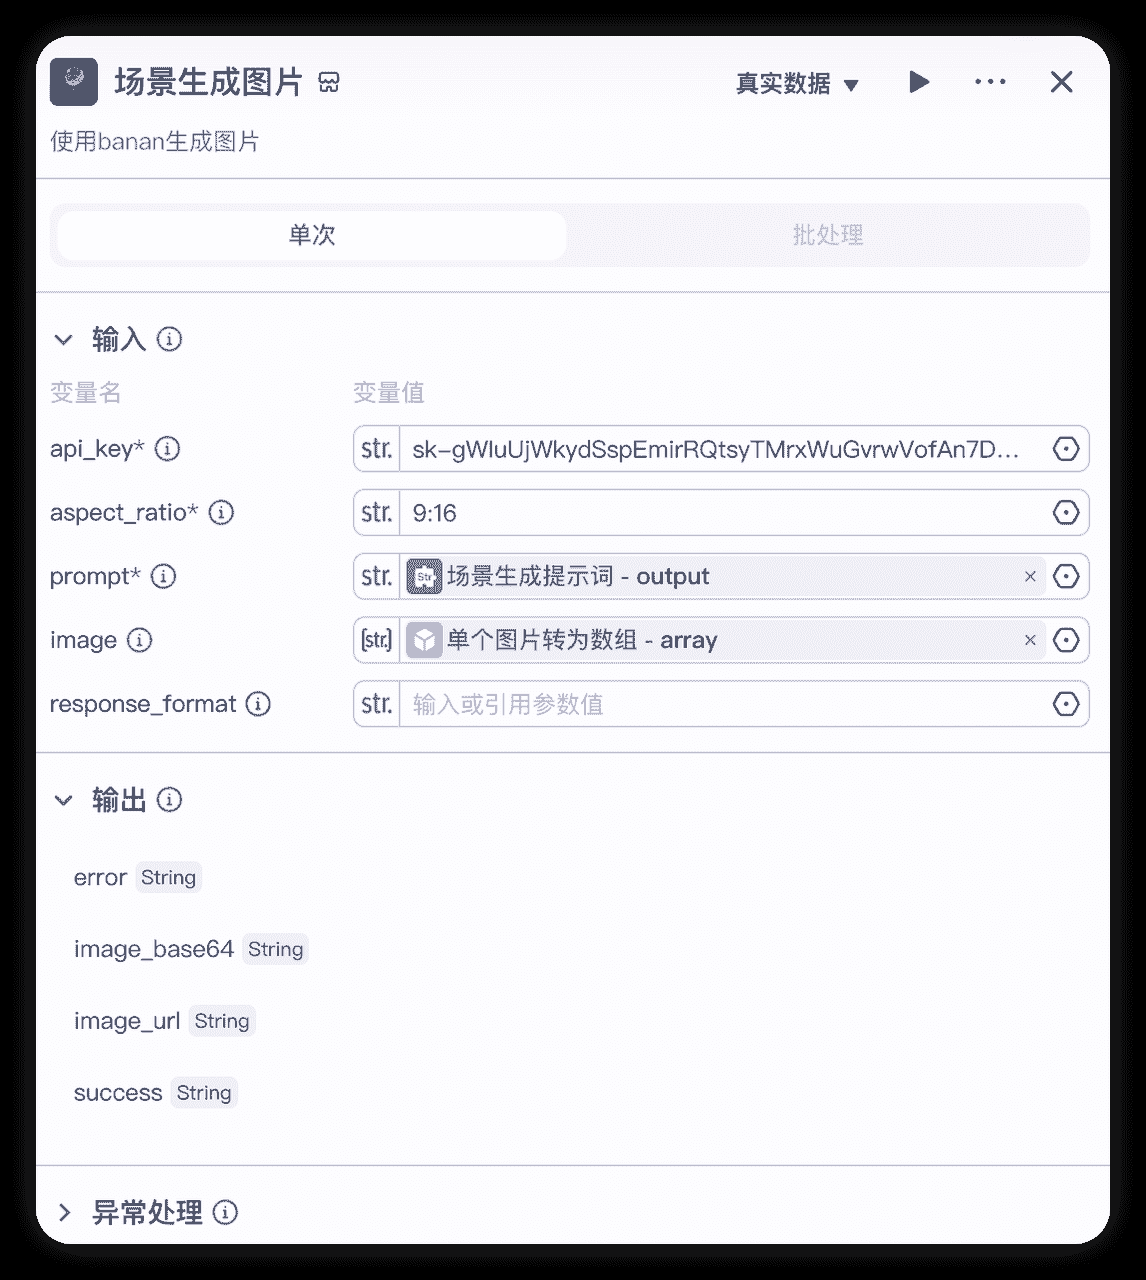 场景生成图片
真实数据
使用banan生成图片
单次 批处理
输入
变量名 变量值
api_key* str. sk-gWIuUjWkydSspEmirRQtsyTMrxWuGvrwVofAn7D...
aspect_ratio* str. 9:16
prompt* str. Str 场景生成提示词 - output
image [str.] 单个图片转为数组 - array
response_format str. 输入或引用参数值
输出
error String
image_base64 String
image_url String
success String
异常处理